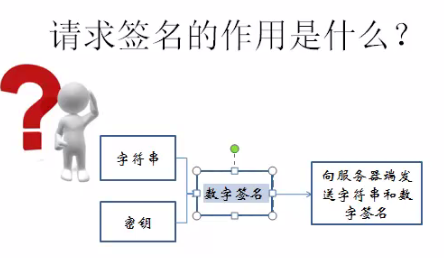 请求签名的作用是什么？
字符串
密钥
数字签名
向服务器端发
送字符串和数
字签名